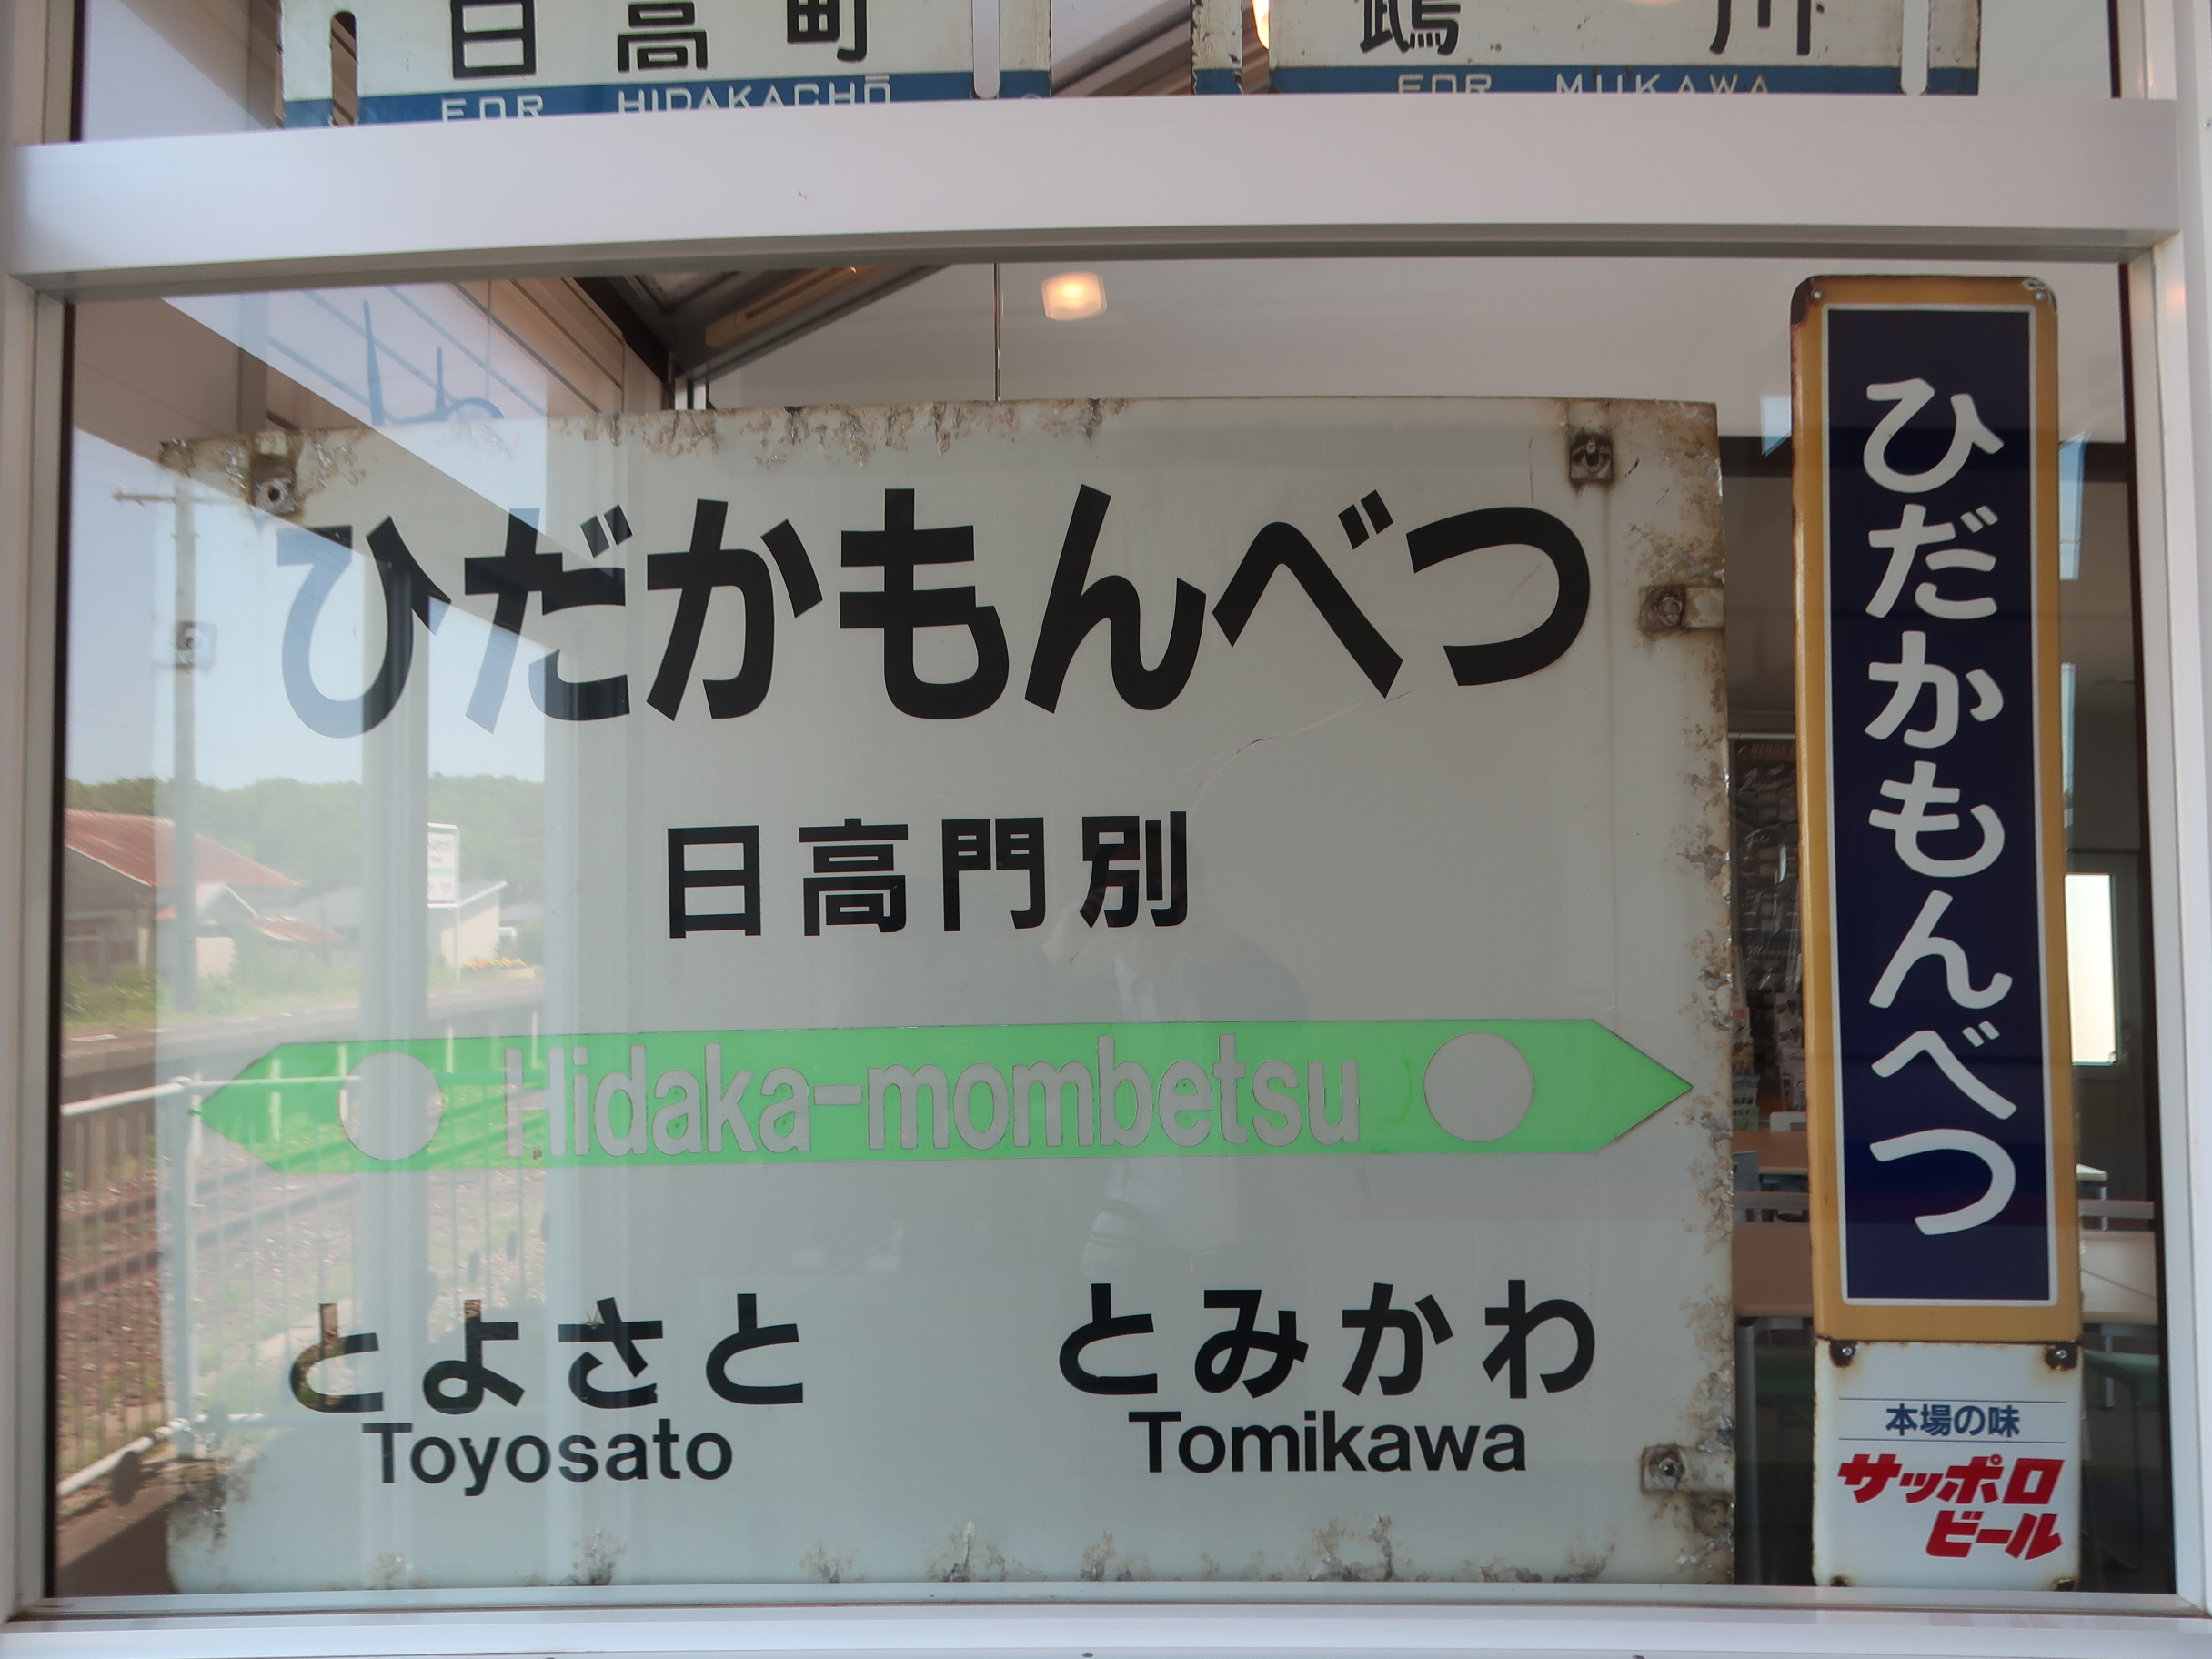 日高町
FOR HIDAKACHŌ
鵡川
FOR MUKAWA
ひだかもんべつ
日高門別
Hidaka-mombetsu
とよさと
Toyosato
とみかわ
Tomikawa
ひだかもんべつ
本場の味
サッポロ
ビール